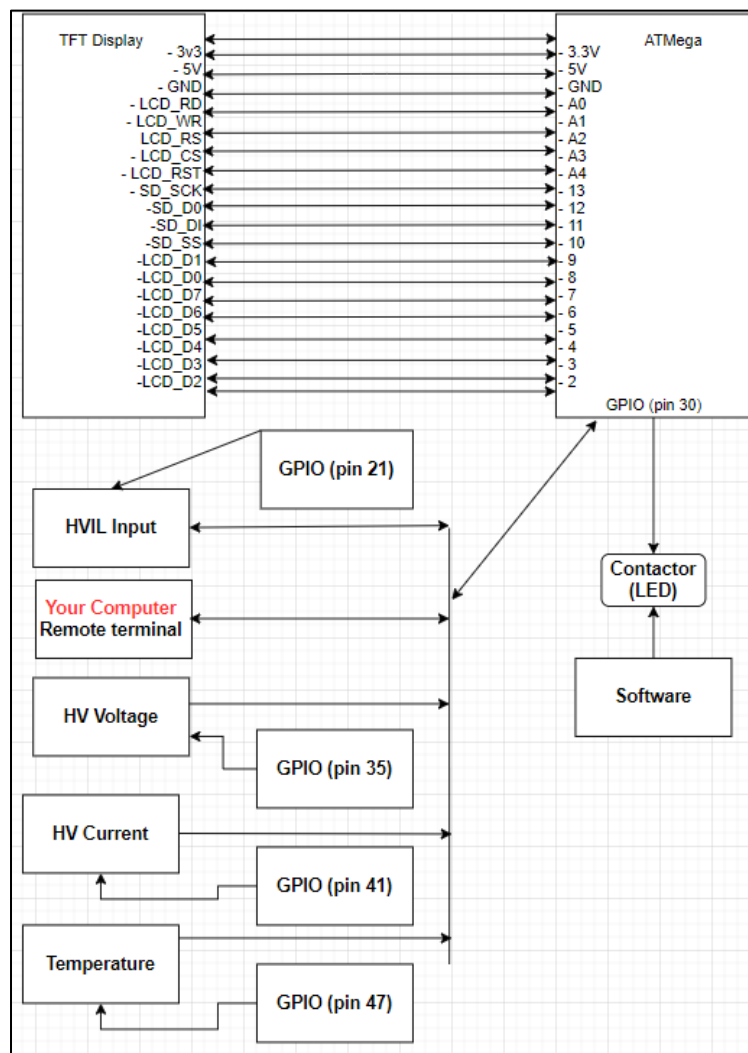 TFT Display
- 3v3
- 5V
- GND
- LCD_RD
- LCD_WR
LCD_RS
- LCD_CS
- LCD_RST
- SD_SCK
-SD_D0
-SD_DI
-SD_SS
-LCD_D1
-LCD_D0
-LCD_D7
-LCD_D6
-LCD_D5
-LCD_D4
-LCD_D3
-LCD_D2
ATMega
- 3.3V
- 5V
- GND
- A0
- A1
- A2
- A3
- A4
- 13
- 12
- 11
- 10
- 9
- 8
- 7
- 6
- 5
- 4
- 3
- 2
GPIO (pin 30)
GPIO (pin 21)
HVIL Input
Your Computer
Remote terminal
Contactor
(LED)
Software
HV Voltage
GPIO (pin 35)
HV Current
GPIO (pin 41)
Temperature
GPIO (pin 47)